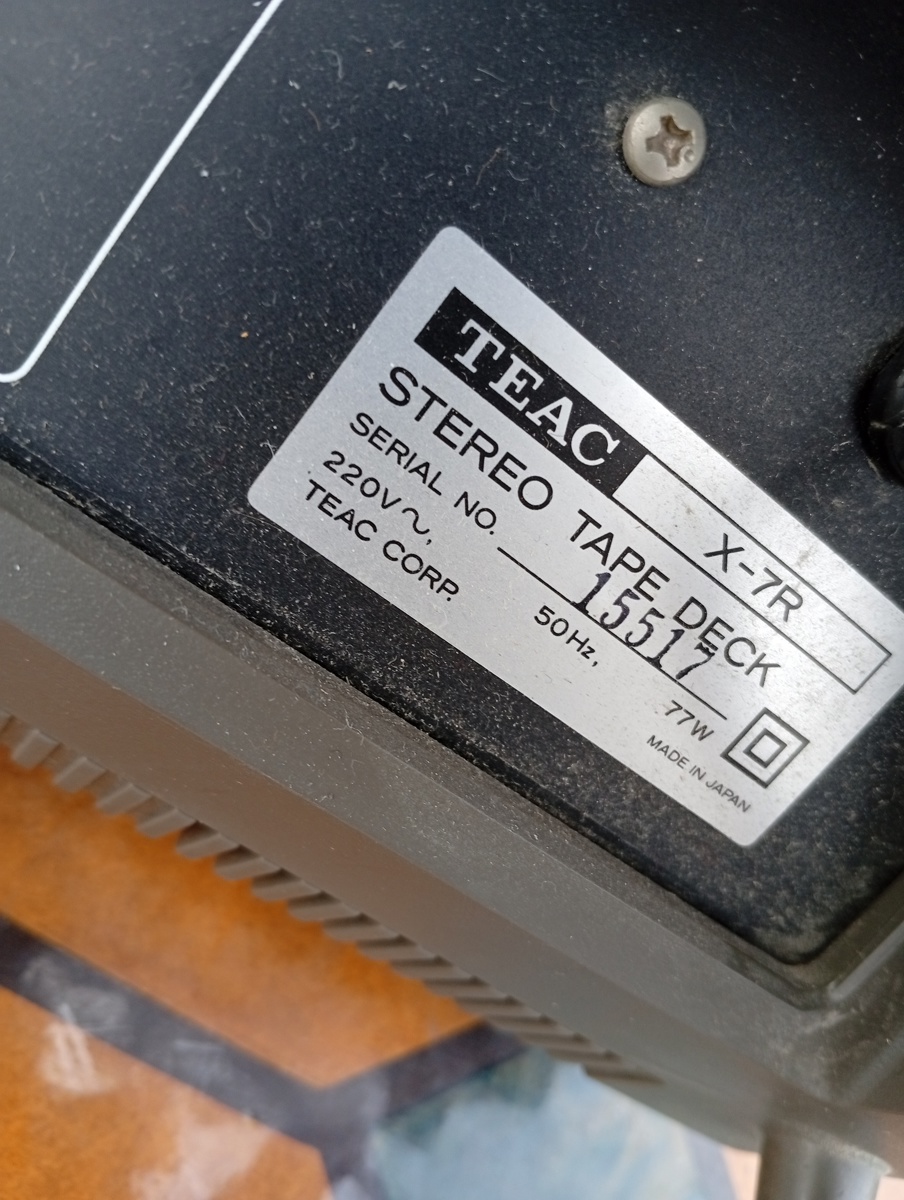 TEAC X-7R
STEREO TAPE DECK
SERIAL NO. 15517
220V~, 50Hz, 77W
TEAC CORP. MADE IN JAPAN